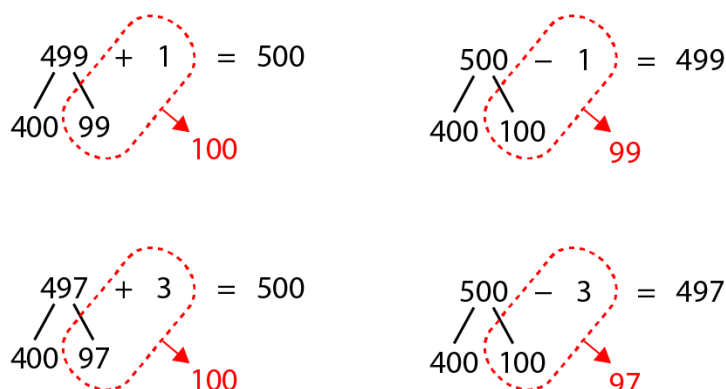 499 + 1 = 500
400 99
100
500 − 1 = 499
400 100
99
497 + 3 = 500
400 97
100
500 − 3 = 497
400 100
97